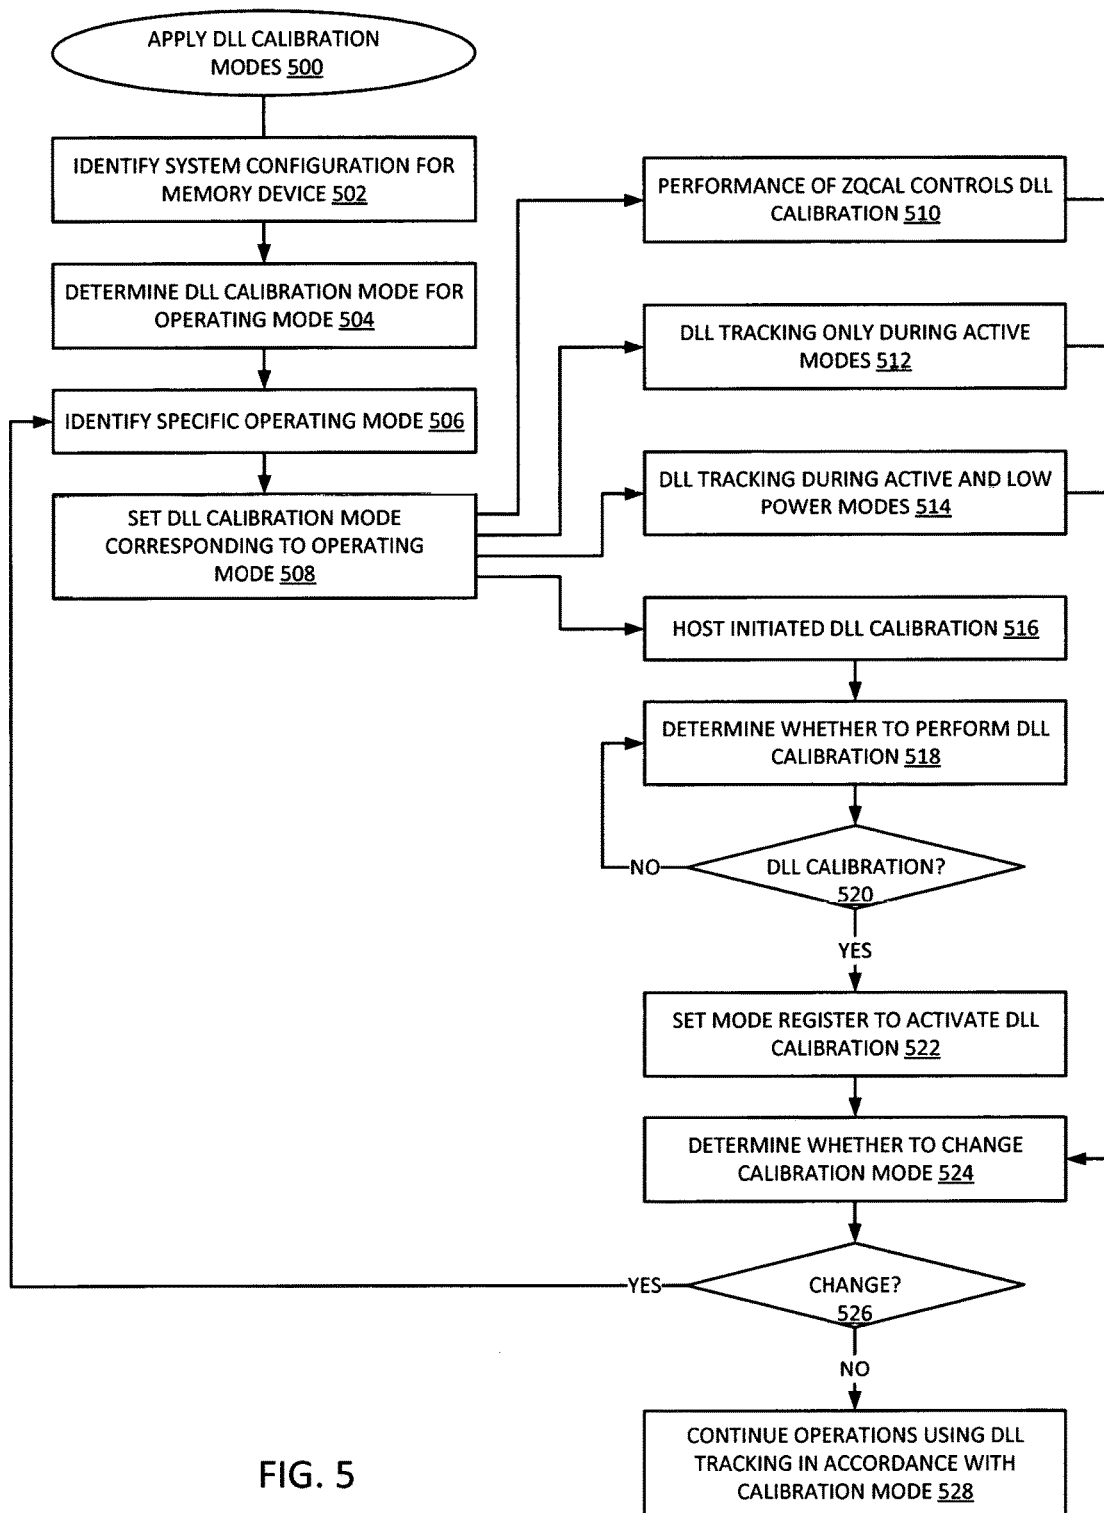 APPLY DLL CALIBRATION
MODES 500
IDENTIFY SYSTEM CONFIGURATION FOR
MEMORY DEVICE 502
DETERMINE DLL CALIBRATION MODE FOR
OPERATING MODE 504
IDENTIFY SPECIFIC OPERATING MODE 506
SET DLL CALIBRATION MODE
CORRESPONDING TO OPERATING
MODE 508
PERFORMANCE OF ZQCAL CONTROLS DLL
CALIBRATION 510
DLL TRACKING ONLY DURING ACTIVE
MODES 512
DLL TRACKING DURING ACTIVE AND LOW
POWER MODES 514
HOST INITIATED DLL CALIBRATION 516
DETERMINE WHETHER TO PERFORM DLL
CALIBRATION 518
NO
DLL CALIBRATION?
520
YES
SET MODE REGISTER TO ACTIVATE DLL
CALIBRATION 522
DETERMINE WHETHER TO CHANGE
CALIBRATION MODE 524
YES
CHANGE?
526
NO
CONTINUE OPERATIONS USING DLL
TRACKING IN ACCORDANCE WITH
CALIBRATION MODE 528
FIG. 5